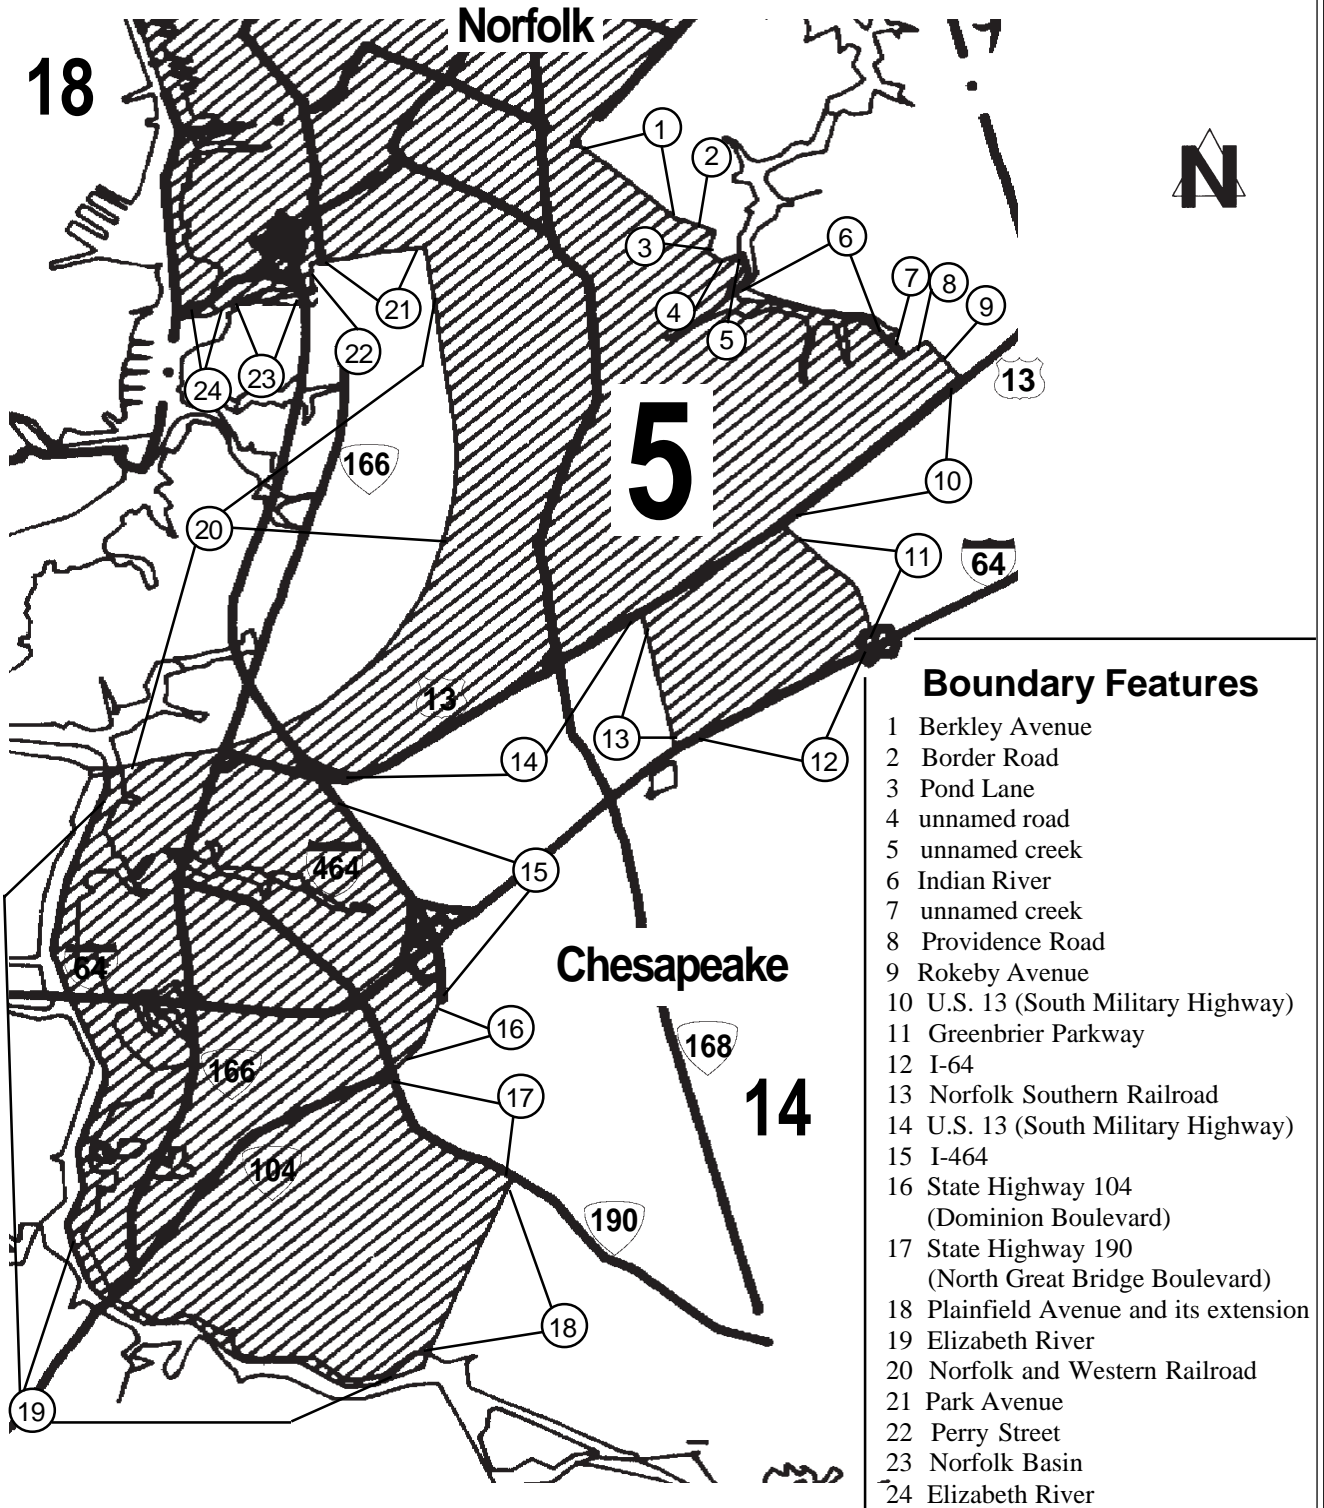 Norfolk
18
N
1
2
3
6
7
8
9
4
5
21
22
13
24
23
5
166
10
20
11
64
13
14
13
12
464
15
64
Chesapeake
16
166
168
17
14
104
190
18
19
Boundary Features
1 Berkley Avenue
2 Border Road
3 Pond Lane
4 unnamed road
5 unnamed creek
6 Indian River
7 unnamed creek
8 Providence Road
9 Rokeby Avenue
10 U.S. 13 (South Military Highway)
11 Greenbrier Parkway
12 I-64
13 Norfolk Southern Railroad
14 U.S. 13 (South Military Highway)
15 I-464
16 State Highway 104
(Dominion Boulevard)
17 State Highway 190
(North Great Bridge Boulevard)
18 Plainfield Avenue and its extension
19 Elizabeth River
20 Norfolk and Western Railroad
21 Park Avenue
22 Perry Street
23 Norfolk Basin
24 Elizabeth River